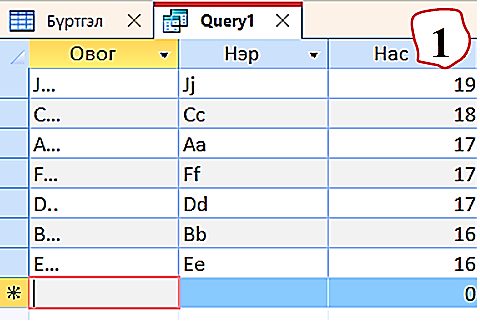 Бүртгэл Query1 1
Овог Нэр Нас
J... Jj 19
C... Cc 18
A... Aa 17
F... Ff 17
D.. Dd 17
B... Bb 16
E... Ee 16
0